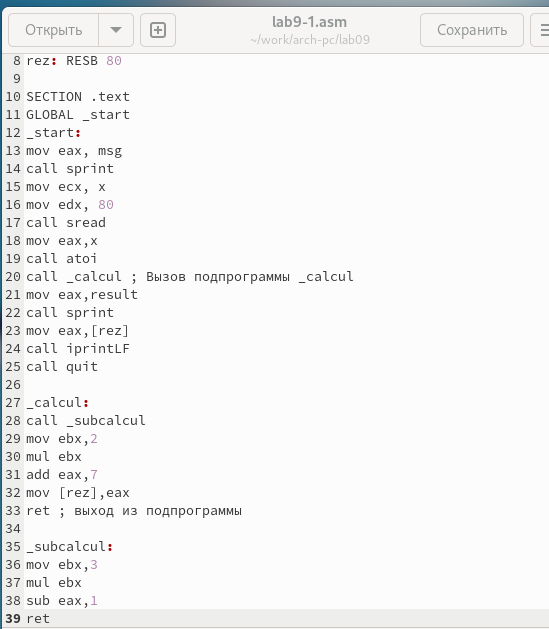 Открыть
lab9-1.asm
~/work/arch-pc/lab09
Сохранить
8 rez: RESB 80
9
10 SECTION .text
11 GLOBAL _start
12 _start:
13 mov eax, msg
14 call sprint
15 mov ecx, x
16 mov edx, 80
17 call sread
18 mov eax,x
19 call atoi
20 call _calcul ; Вызов подпрограммы _calcul
21 mov eax,result
22 call sprint
23 mov eax,[rez]
24 call iprintLF
25 call quit
26
27 _calcul:
28 call _subcalcul
29 mov ebx,2
30 mul ebx
31 add eax,7
32 mov [rez],eax
33 ret ; выход из подпрограммы
34
35 _subcalcul:
36 mov ebx,3
37 mul ebx
38 sub eax,1
39 ret